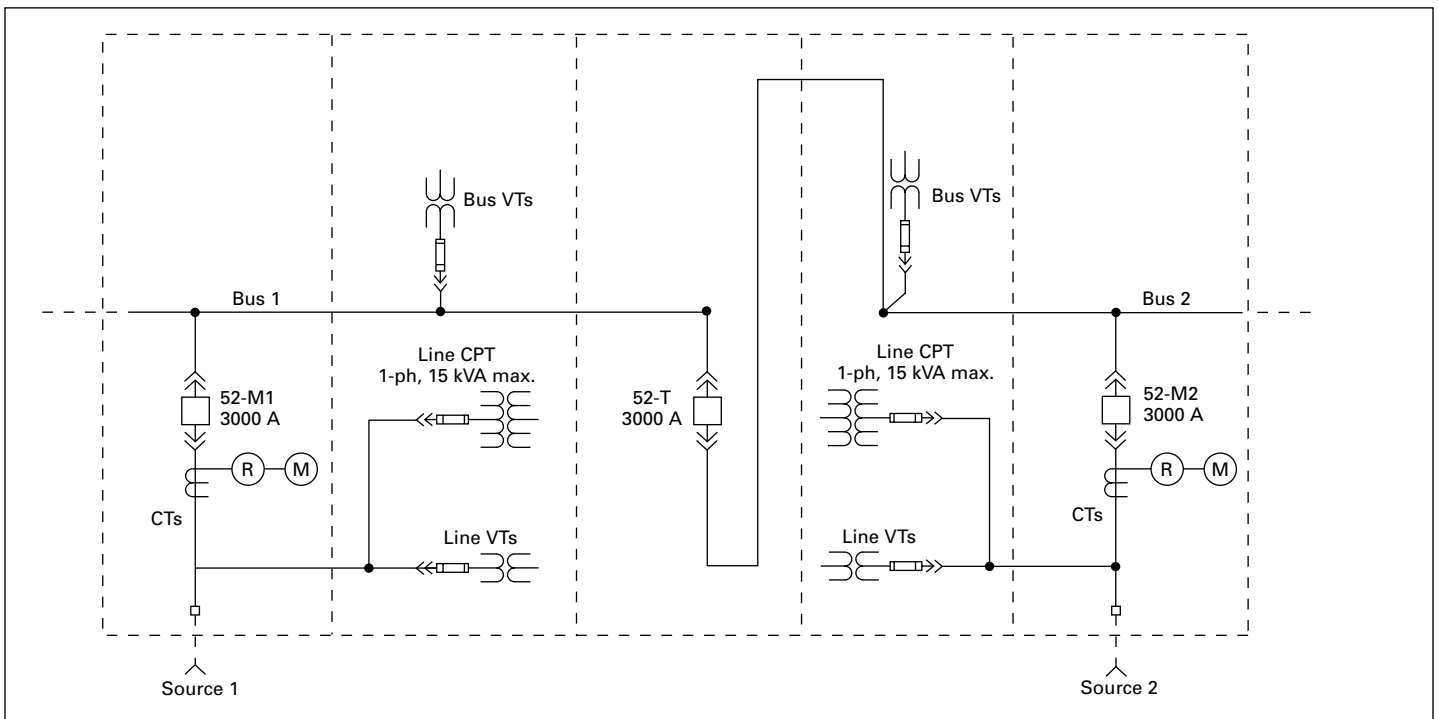 Bus VTs
Bus VTs
Bus 1
Bus 2
Line CPT
1-ph, 15 kVA max.
Line CPT
1-ph, 15 kVA max.
52-M1
3000 A
52-T
3000 A
52-M2
3000 A
R
M
R
M
CTs
CTs
Line VTs
Line VTs
Source 1
Source 2